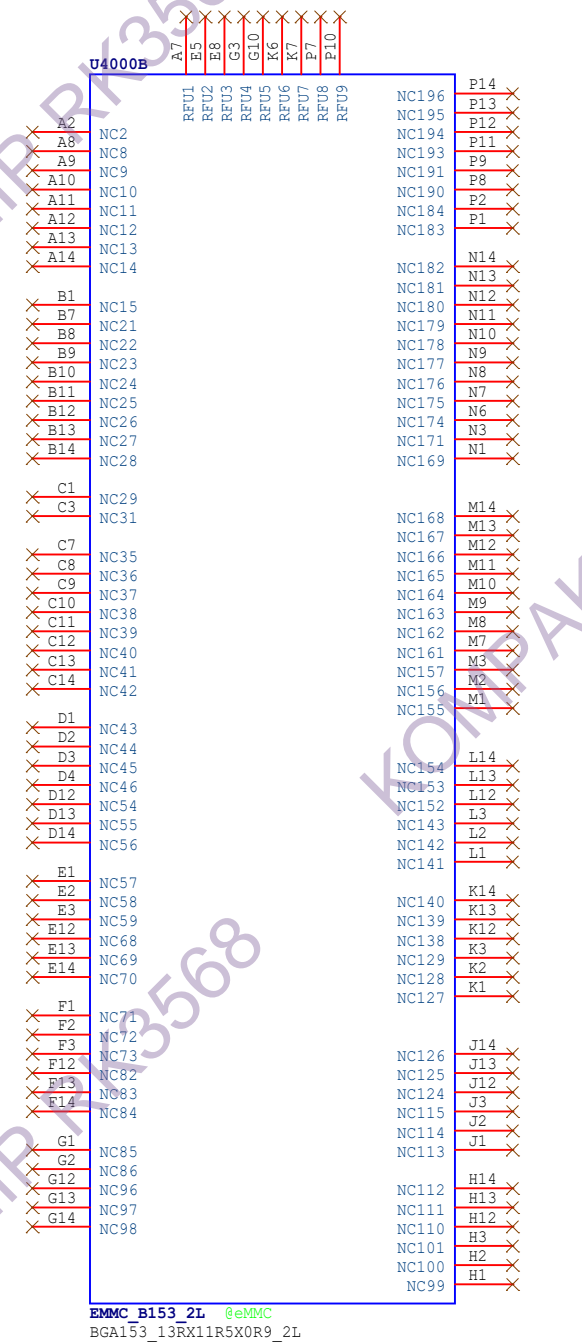 A7 E5 E8 G3 G10 K6 K7 P7 P10
U4000B
RFU1 RFU2 RFU3 RFU4 RFU5 RFU6 RFU7 RFU8 RFU9
A2 NC2
A8 NC8
A9 NC9
A10 NC10
A11 NC11
A12 NC12
A13 NC13
A14 NC14
B1 NC15
B7 NC21
B8 NC22
B9 NC23
B10 NC24
B11 NC25
B12 NC26
B13 NC27
B14 NC28
C1 NC29
C3 NC31
C7 NC35
C8 NC36
C9 NC37
C10 NC38
C11 NC39
C12 NC40
C13 NC41
C14 NC42
D1 NC43
D2 NC44
D3 NC45
D4 NC46
D12 NC54
D13 NC55
D14 NC56
E1 NC57
E2 NC58
E3 NC59
E12 NC68
E13 NC69
E14 NC70
F1 NC71
F2 NC72
F3 NC73
F12 NC82
F13 NC83
F14 NC84
G1 NC85
G2 NC86
G12 NC96
G13 NC97
G14 NC98
NC196 P14
NC195 P13
NC194 P12
NC193 P11
NC191 P9
NC190 P8
NC184 P2
NC183 P1
NC182 N14
NC181 N13
NC180 N12
NC179 N11
NC178 N10
NC177 N9
NC176 N8
NC175 N7
NC174 N6
NC171 N3
NC169 N1
NC168 M14
NC167 M13
NC166 M12
NC165 M11
NC164 M10
NC163 M9
NC162 M8
NC161 M7
NC157 M3
NC156 M2
NC155 M1
NC154 L14
NC153 L13
NC152 L12
NC143 L3
NC142 L2
NC141 L1
NC140 K14
NC139 K13
NC138 K12
NC129 K3
NC128 K2
NC127 K1
NC126 J14
NC125 J13
NC124 J12
NC115 J3
NC114 J2
NC113 J1
NC112 H14
NC111 H13
NC110 H12
NC101 H3
NC100 H2
NC99 H1
EMMC_B153_2L @eMMC
BGA153_13RX11R5X0R9_2L
RK3568